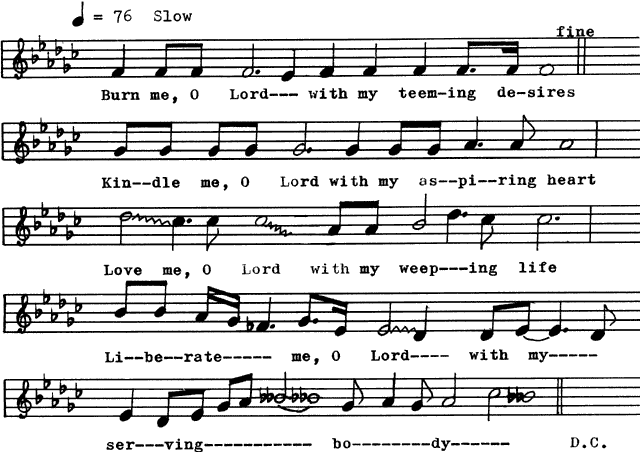 = 76 Slow
fine
Burn me, O Lord--- with my teem-ing de-sires
Kin--dle me, O Lord with my as--pi--ring heart
Love me, O Lord with my weep---ing life
Li--be--rate----- me, O Lord---- with my-----
ser---ving----------- bo--------dy------ D.C.